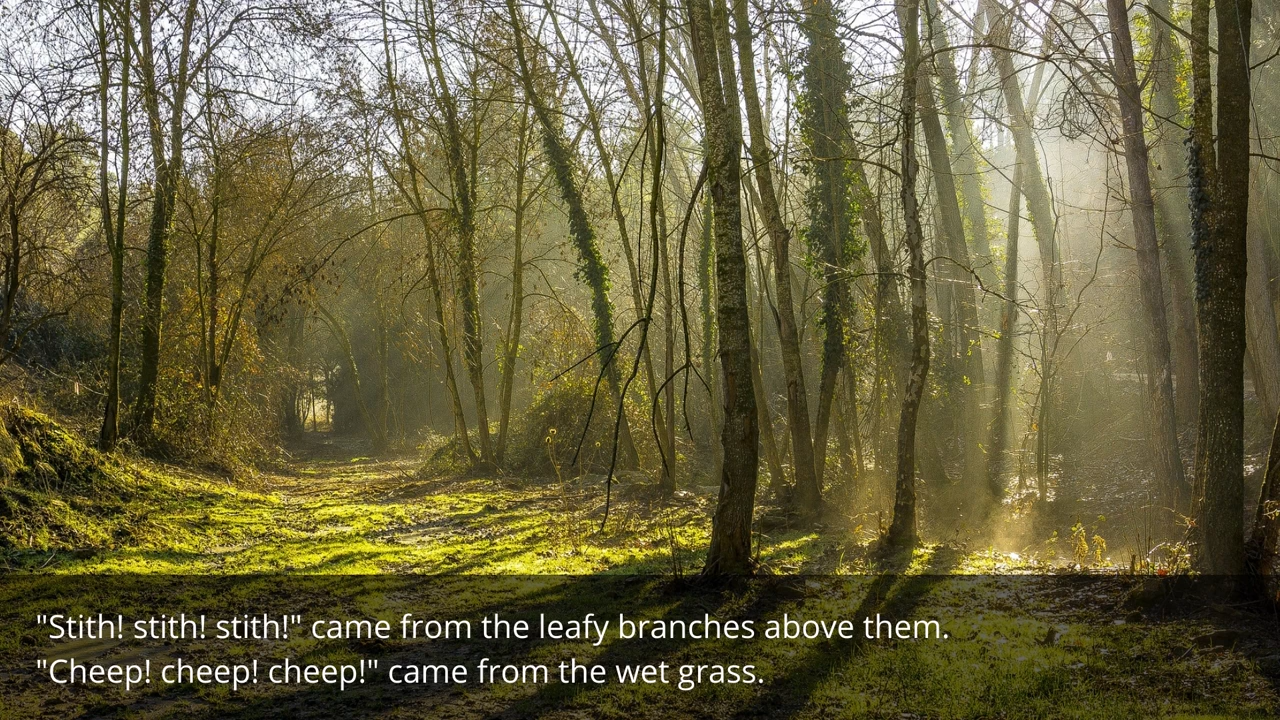 "Stith! stith! stith!" came from the leafy branches above them.
"Cheep! cheep! cheep!" came from the wet grass.